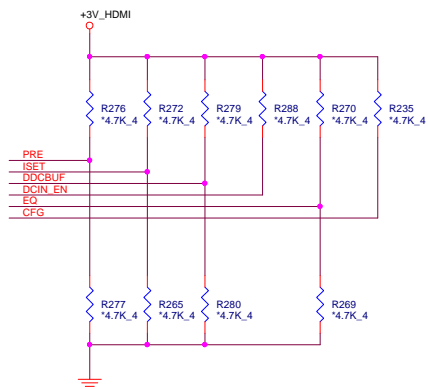 +3V_HDMI
R276 R272 R279 R288 R270 R235
*4.7K_4 *4.7K_4 *4.7K_4 *4.7K_4 *4.7K_4 *4.7K_4
PRE
ISET
DDCBUF
DCIN_EN
EQ
CFG
R277 R265 R280 R269
*4.7K_4 *4.7K_4 *4.7K_4 *4.7K_4